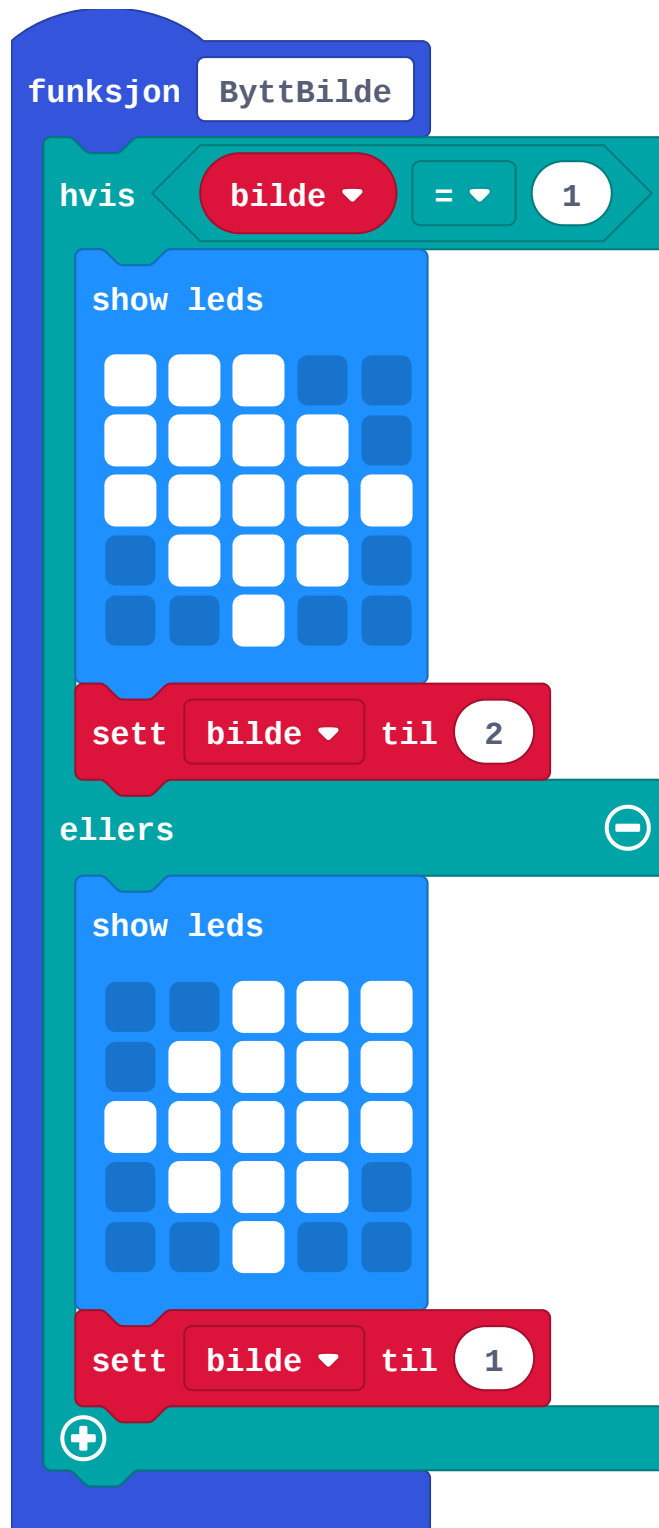 funksjon ByttBilde
hvis bilde = 1
show leds
sett bilde til 2
ellers
show leds
sett bilde til 1